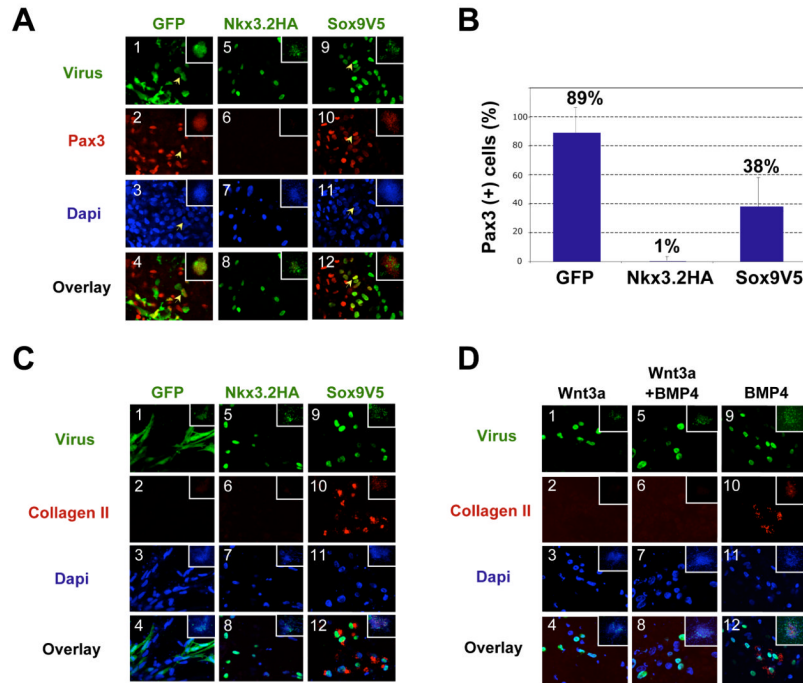 A
GFP Nkx3.2HA Sox9V5
Virus 1 5 9
Pax3 2 6 10
Dapi 3 7 11
Overlay 4 8 12
B
Pax3 (+) cells (%)
100
80
60
40
20
0
89%
1%
38%
GFP Nkx3.2HA Sox9V5
C
GFP Nkx3.2HA Sox9V5
Virus 1 5 9
Collagen II 2 6 10
Dapi 3 7 11
Overlay 4 8 12
D
Wnt3a
Wnt3a
+BMP4
BMP4
Virus 1 5 9
Collagen II 2 6 10
Dapi 3 7 11
Overlay 4 8 12